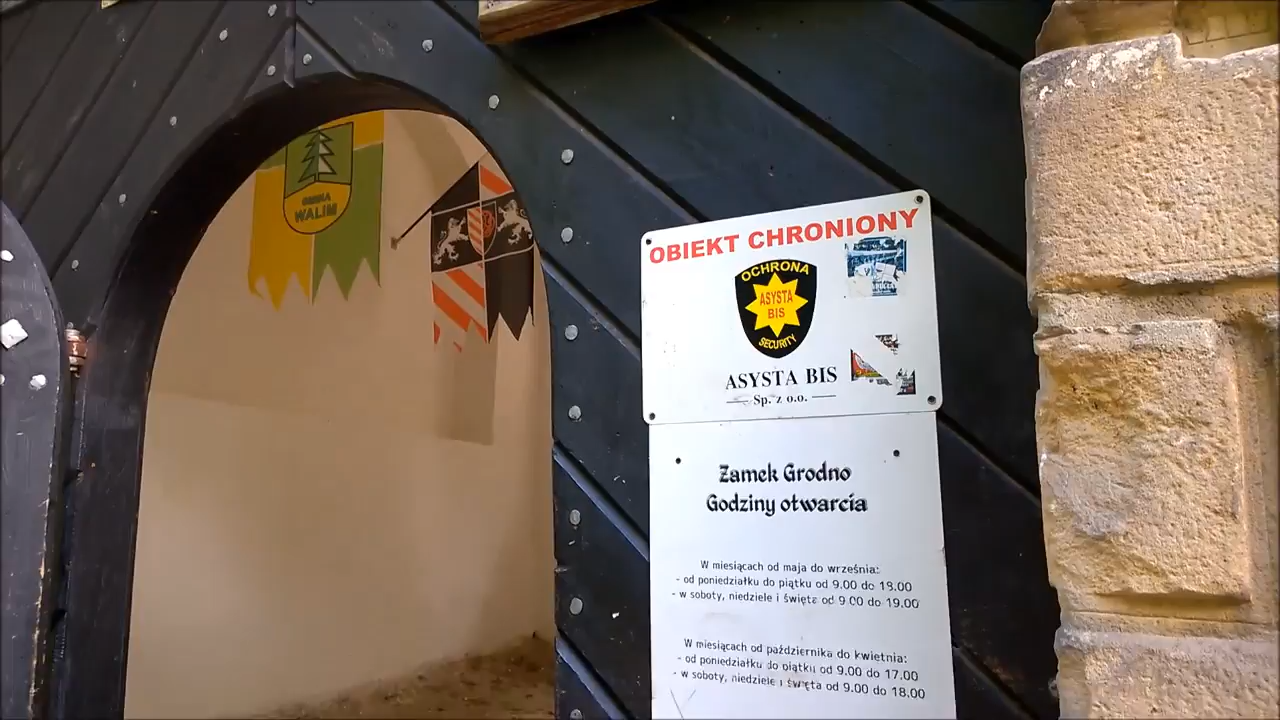 GMINA
WALIM
OBIEKT CHRONIONY
OCHRONA
ASYSTA
BIS
SECURITY
ASYSTA BIS
Sp. z o.o.
Zamek Grodno
Godziny otwarcia
W miesiącach od maja do września:
- od poniedziałku do piątku od 9.00 do 18.00
- w soboty, niedziele i święta od 9.00 do 19.00
W miesiącach od października do kwietnia:
- od poniedziałku do piątku od 9.00 do 17.00
- w soboty, niedziele i święta od 9.00 do 18.00